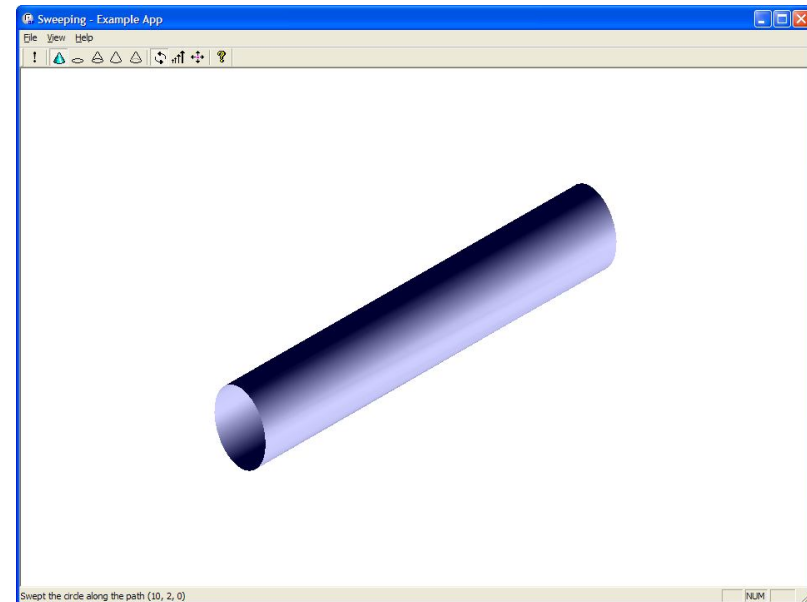 Sweeping - Example App
File View Help
Swept the circle along the path (10, 2, 0)
NUM